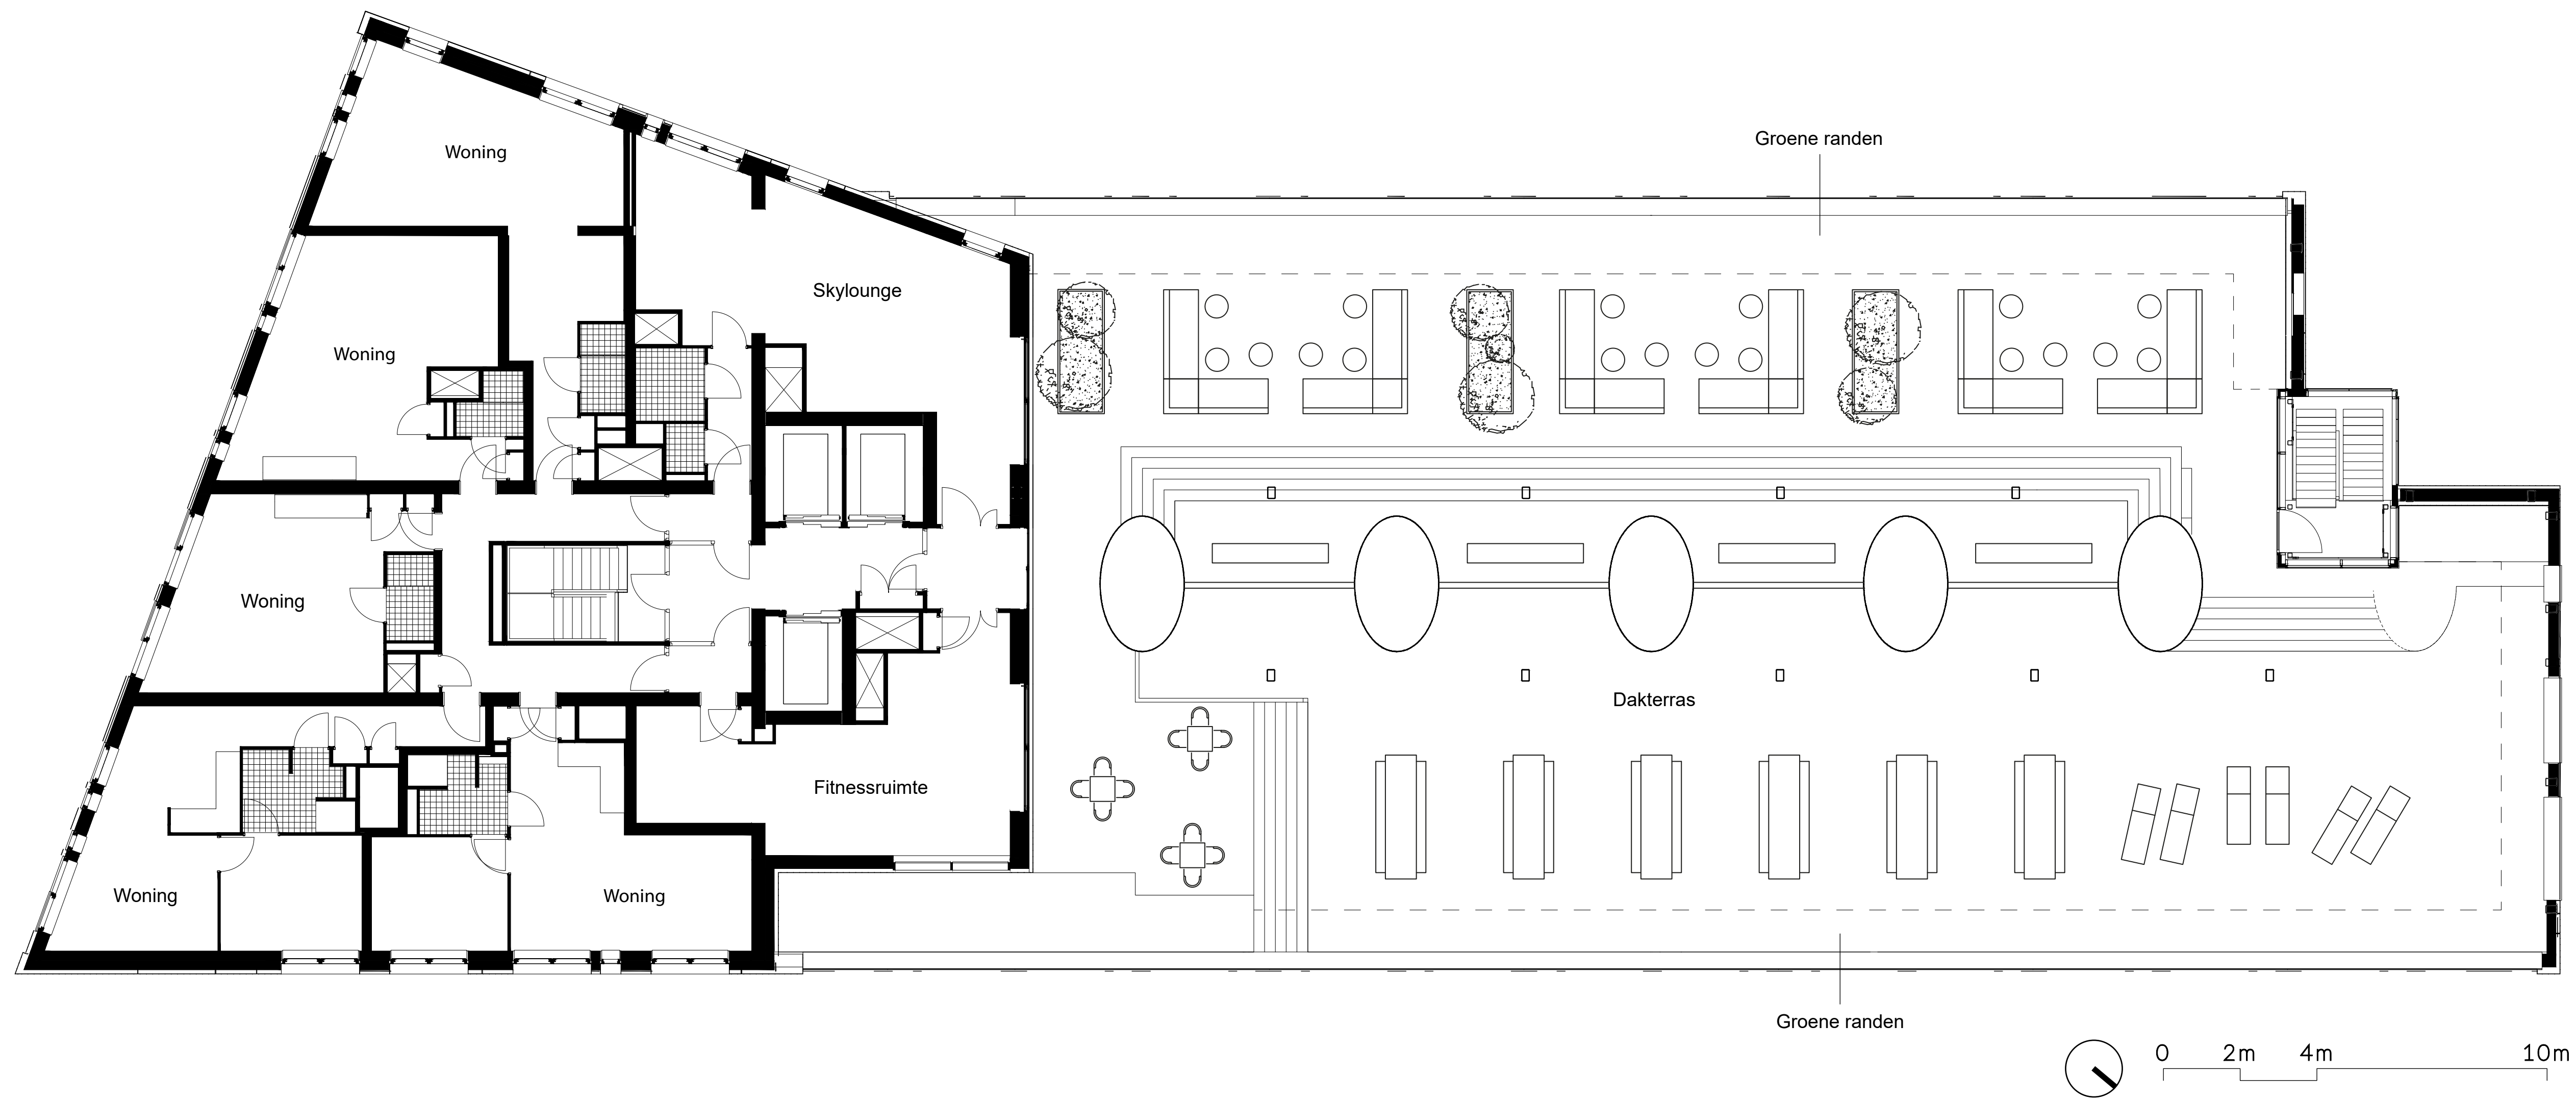 Groene randen
Woning
Skylounge
Woning
Woning
Dakterras
Fitnessruimte
Woning
Woning
Groene randen
0 2m 4m 10m